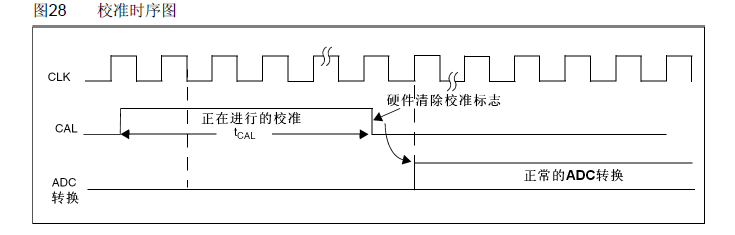 图28 校准时序图
CLK
硬件清除校准标志
正在进行的校准
CAL
tCAL
正常的ADC转换
ADC
转换